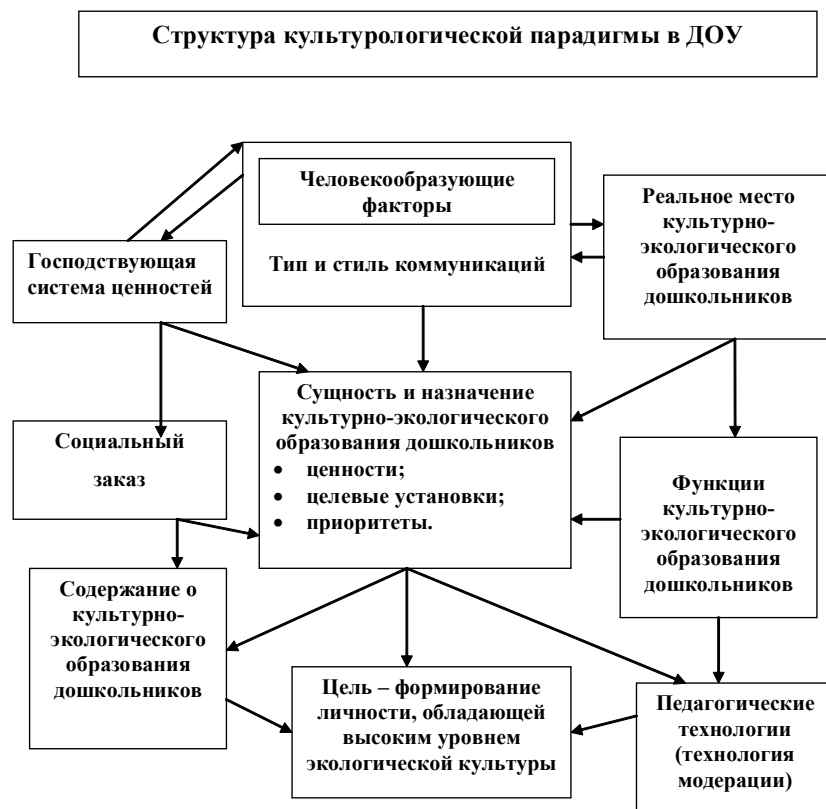 Структура культурологической парадигмы в ДОУ
Человекообразующие
факторы
Тип и стиль коммуникаций
Реальное место
культурно-
экологического
образования
дошкольников
Господствующая
система ценностей
Сущность и назначение
культурно-экологического
образования дошкольников
• ценности;
• целевые установки;
• приоритеты.
Социальный
заказ
Функции
культурно-
экологического
образования
дошкольников
Содержание о
культурно-
экологического
образования
дошкольников
Цель – формирование
личности, обладающей
высоким уровнем
экологической культуры
Педагогические
технологии
(технология
модерации)